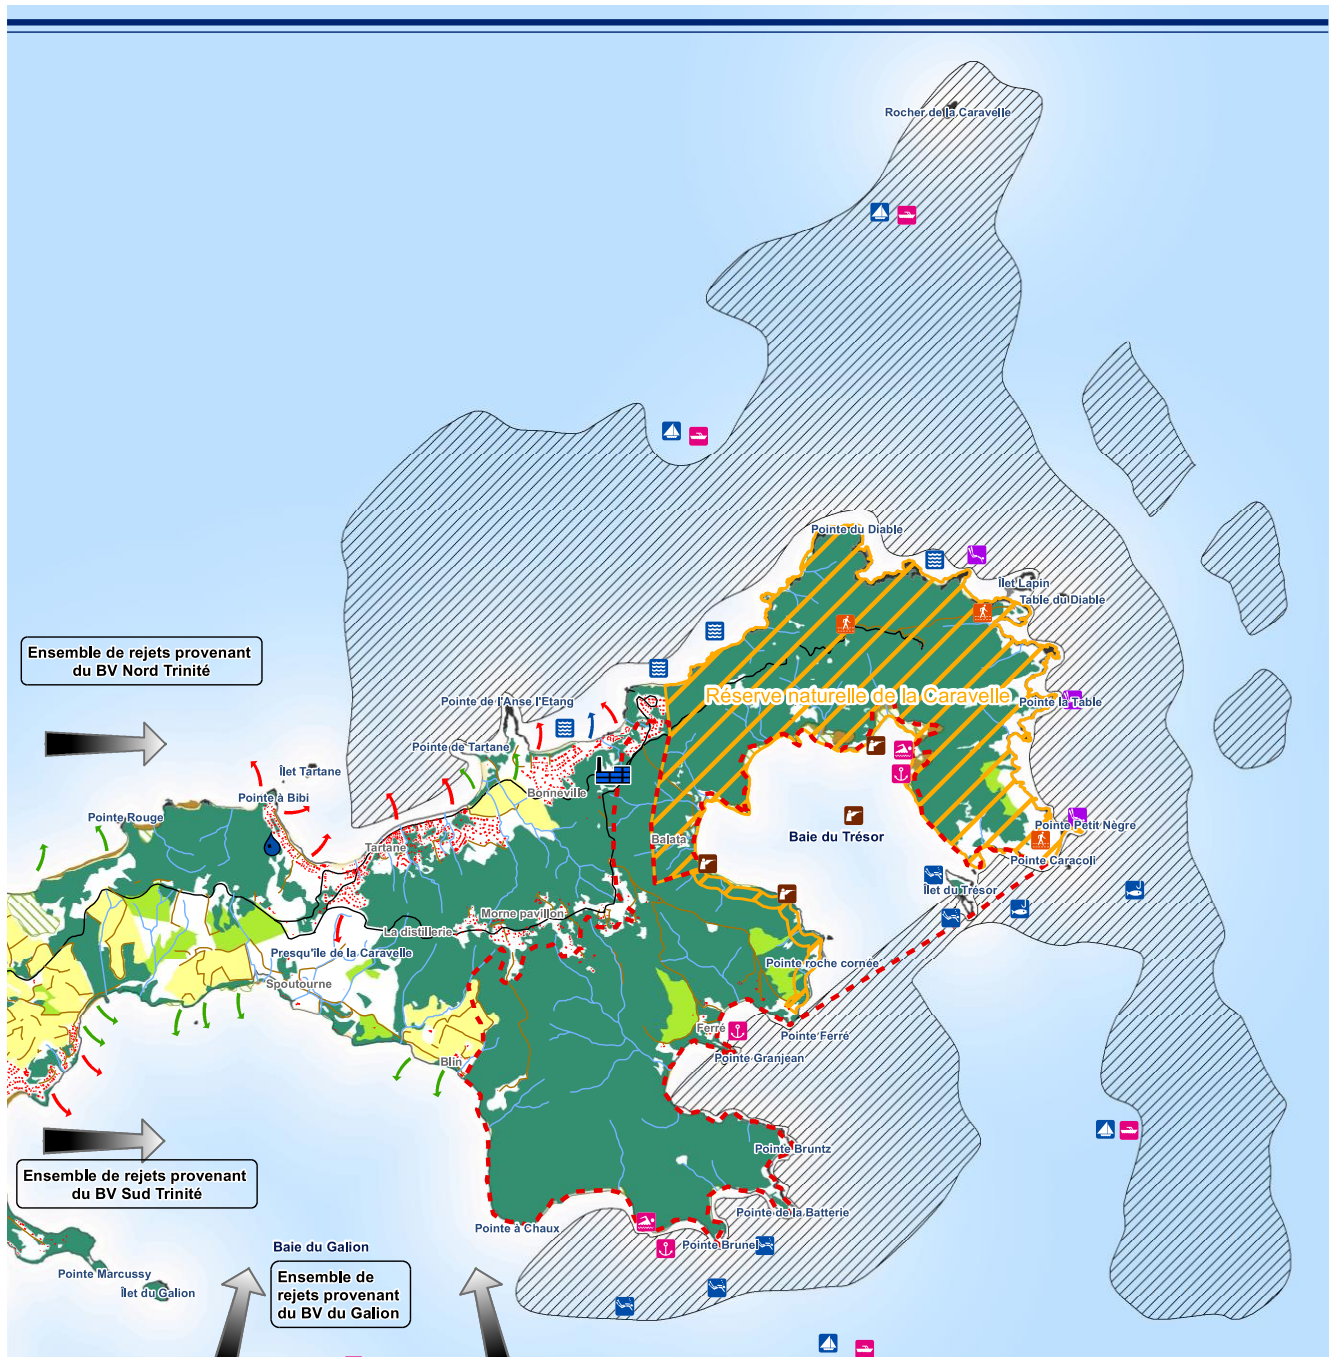 Rocher de la Caravelle
Pointe du Diable
Îlet Lapin
Table du Diable
Ensemble de rejets provenant
du BV Nord Trinité
Réserve naturelle de la Caravelle
Pointe de l'Anse l'Etang
Pointe la Table
Pointe de Tartane
Îlet Tartane
Pointe à Bibi
Bonneville
Pointe Rouge
Pointe Petit Nègre
Baie du Trésor
Balata
Tartane
Pointe Caracoli
Îlet du Trésor
Morne pavillon
La distillerie
Presqu'île de la Caravelle
Pointe roche cornée
Spoutourne
Ferré
Pointe Ferré
Pointe Granjean
Blin
Pointe Bruntz
Ensemble de rejets provenant
du BV Sud Trinité
Pointe de la Batterie
Pointe à Chaux
Pointe Brunel
Baie du Galion
Pointe Marcussy
Îlet du Galion
Ensemble de
rejets provenant
du BV du Galion